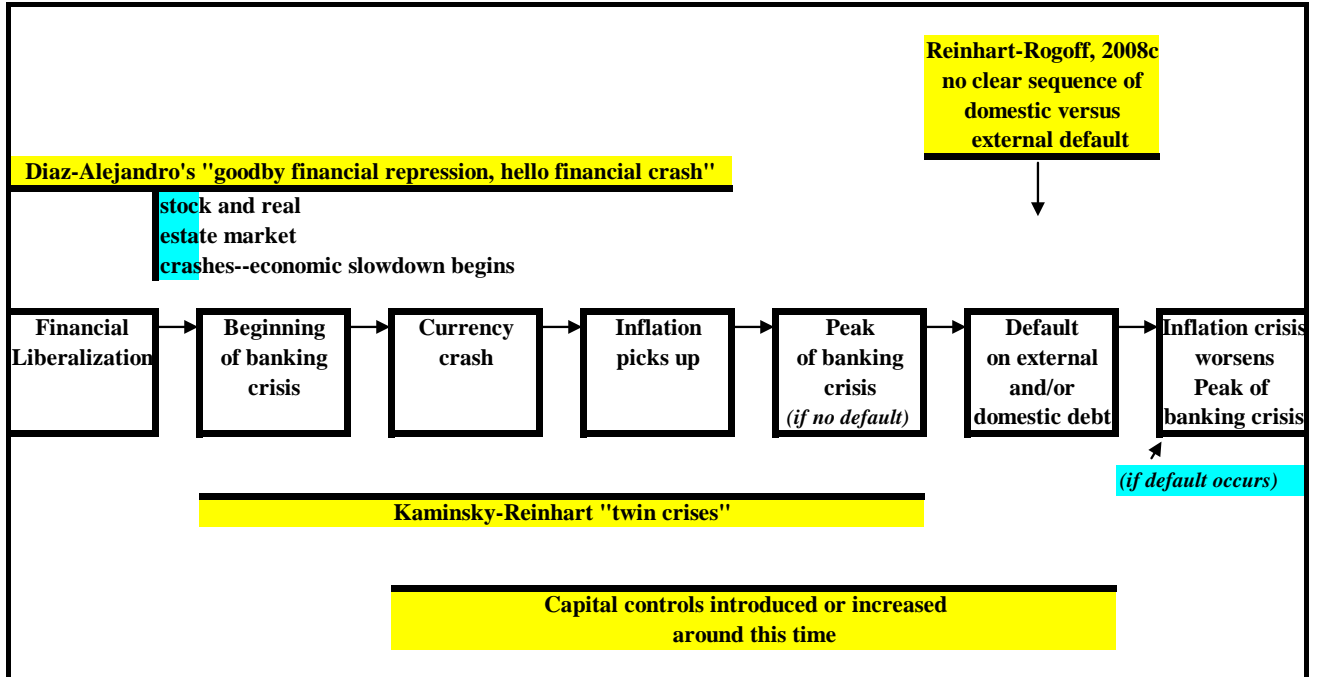 Reinhart-Rogoff, 2008c
no clear sequence of
domestic versus
external default
Diaz-Alejandro's "goodby financial repression, hello financial crash"
stock and real
estate market
crashes--economic slowdown begins
Financial
Liberalization
Beginning
of banking
crisis
Currency
crash
Inflation
picks up
Peak
of banking
crisis
(if no default)
Default
on external
and/or
domestic debt
Inflation crisis
worsens
Peak of
banking crisis
(if default occurs)
Kaminsky-Reinhart "twin crises"
Capital controls introduced or increased
around this time